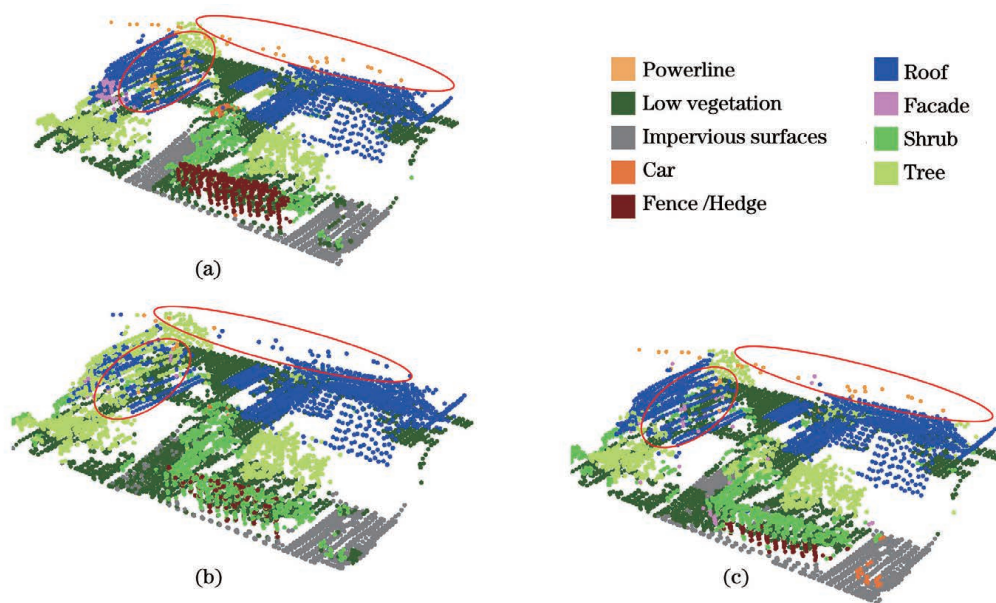 Powerline
Low vegetation
Impervious surfaces
Car
Fence /Hedge
Roof
Facade
Shrub
Tree
(a)
(b)
(c)